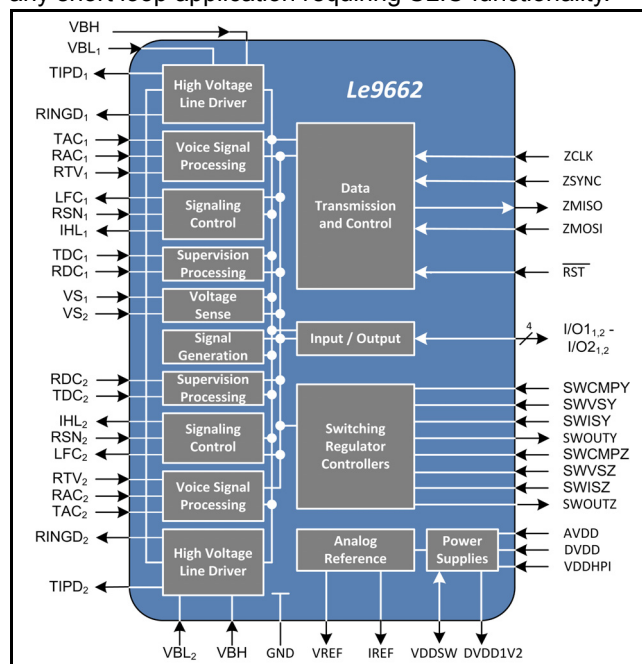 any short loop application requiring SLIC functionality.
VBH
VBL1
TIPD1
RINGD1
TAC1
RAC1
RTV1
LFC1
RSN1
IHL1
TDC1
RDC1
VS1
VS2
RDC2
TDC2
IHL2
RSN2
LFC2
RTV2
RAC2
TAC2
RINGD2
TIPD2
Le9662
High Voltage
Line Driver
Voice Signal
Processing
Signaling
Control
Supervision
Processing
Voltage
Sense
Signal
Generation
Supervision
Processing
Signaling
Control
Voice Signal
Processing
High Voltage
Line Driver
Data
Transmission
and Control
Input / Output
Switching
Regulator
Controllers
Analog
Reference
Power
Supplies
ZCLK
ZSYNC
ZMISO
ZMOSI
RST
4
I/O11,2 -
I/O21,2
SWCMPY
SWVSY
SWISY
SWOUTY
SWCMPZ
SWVSZ
SWISZ
SWOUTZ
AVDD
DVDD
VDDHPI
VBL2
VBH
GND
VREF
IREF
VDDSW
DVDD1V2